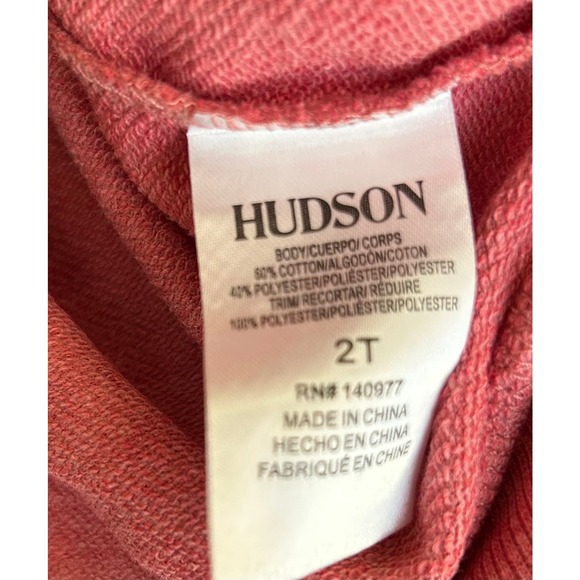 HUDSON
BODY/CUERPO/CORPS
60% COTTON/ALGODÓN/COTON
40% POLYESTER/POLIÉSTER/POLYESTER
TRIM/RECORTAR/RÉDUIRE
100% POLYESTER/POLIÉSTER/POLYESTER
2T
RN# 140977
MADE IN CHINA
HECHO EN CHINA
FABRIQUÉ EN CHINE